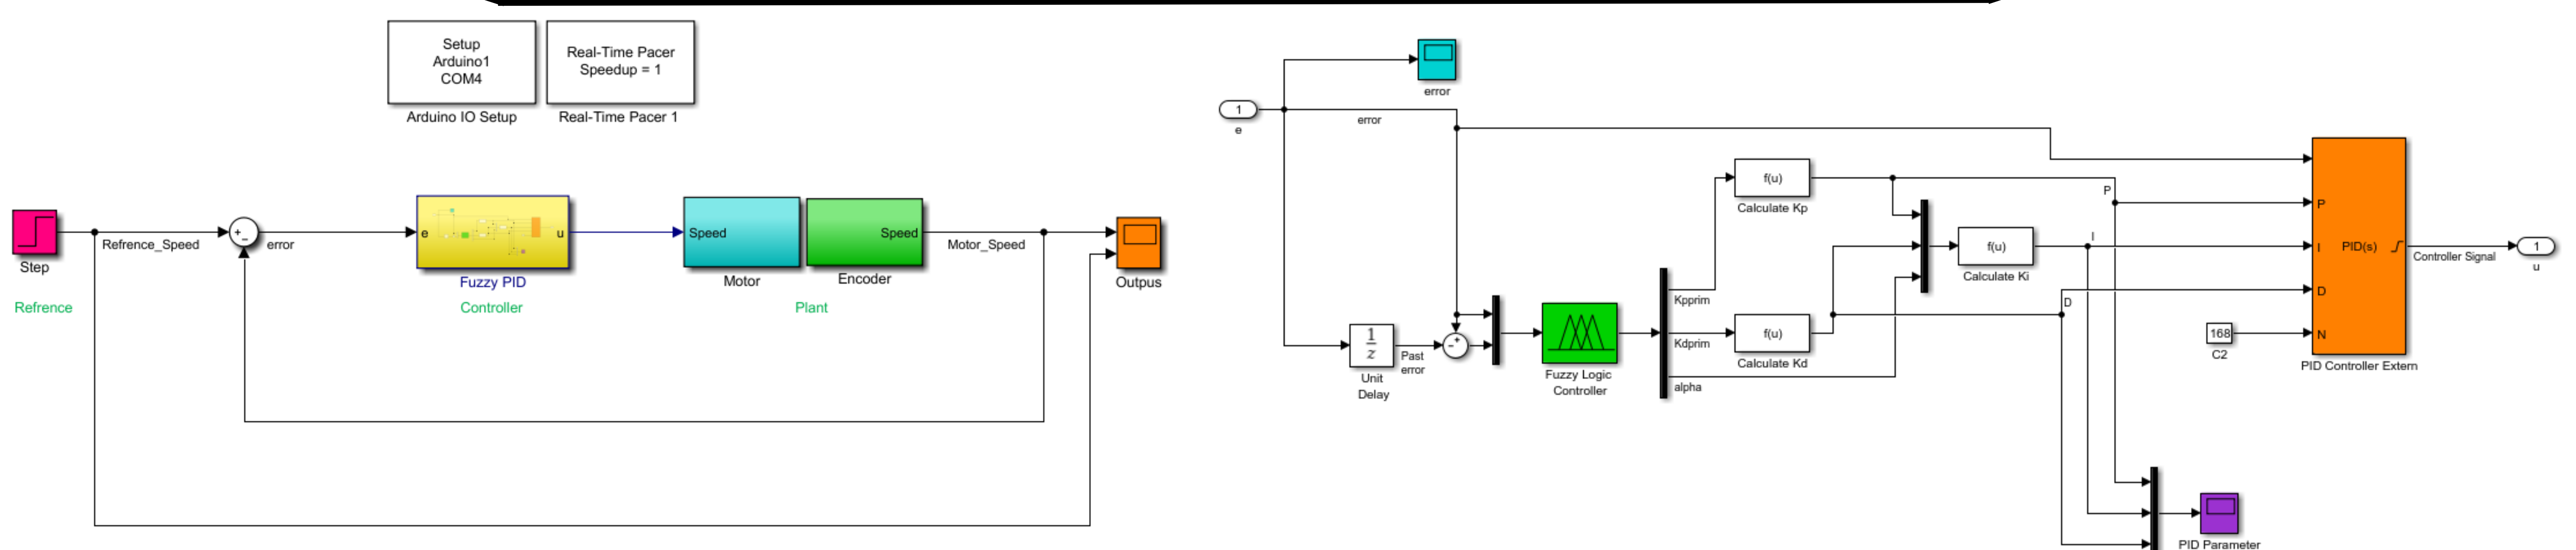 Setup
Arduino1
COM4
Arduino IO Setup
Real-Time Pacer
Speedup = 1
Real-Time Pacer 1
Step
Refrence_Speed
+
-
error
e
u
Fuzzy PID
Speed
Motor
Speed
Encoder
Motor_Speed
Outpus
Refrence
Controller
Plant
1
e
error
error
1
z
Unit
Delay
Past
error
-
+
Fuzzy Logic
Controller
Kpprim
Kdprim
alpha
f(u)
Calculate Kp
f(u)
Calculate Kd
f(u)
Calculate Ki
P
I
D
168
C2
P
I
D
N
PID(s)
PID Controller Extern
Controller Signal
1
u
PID Parameter